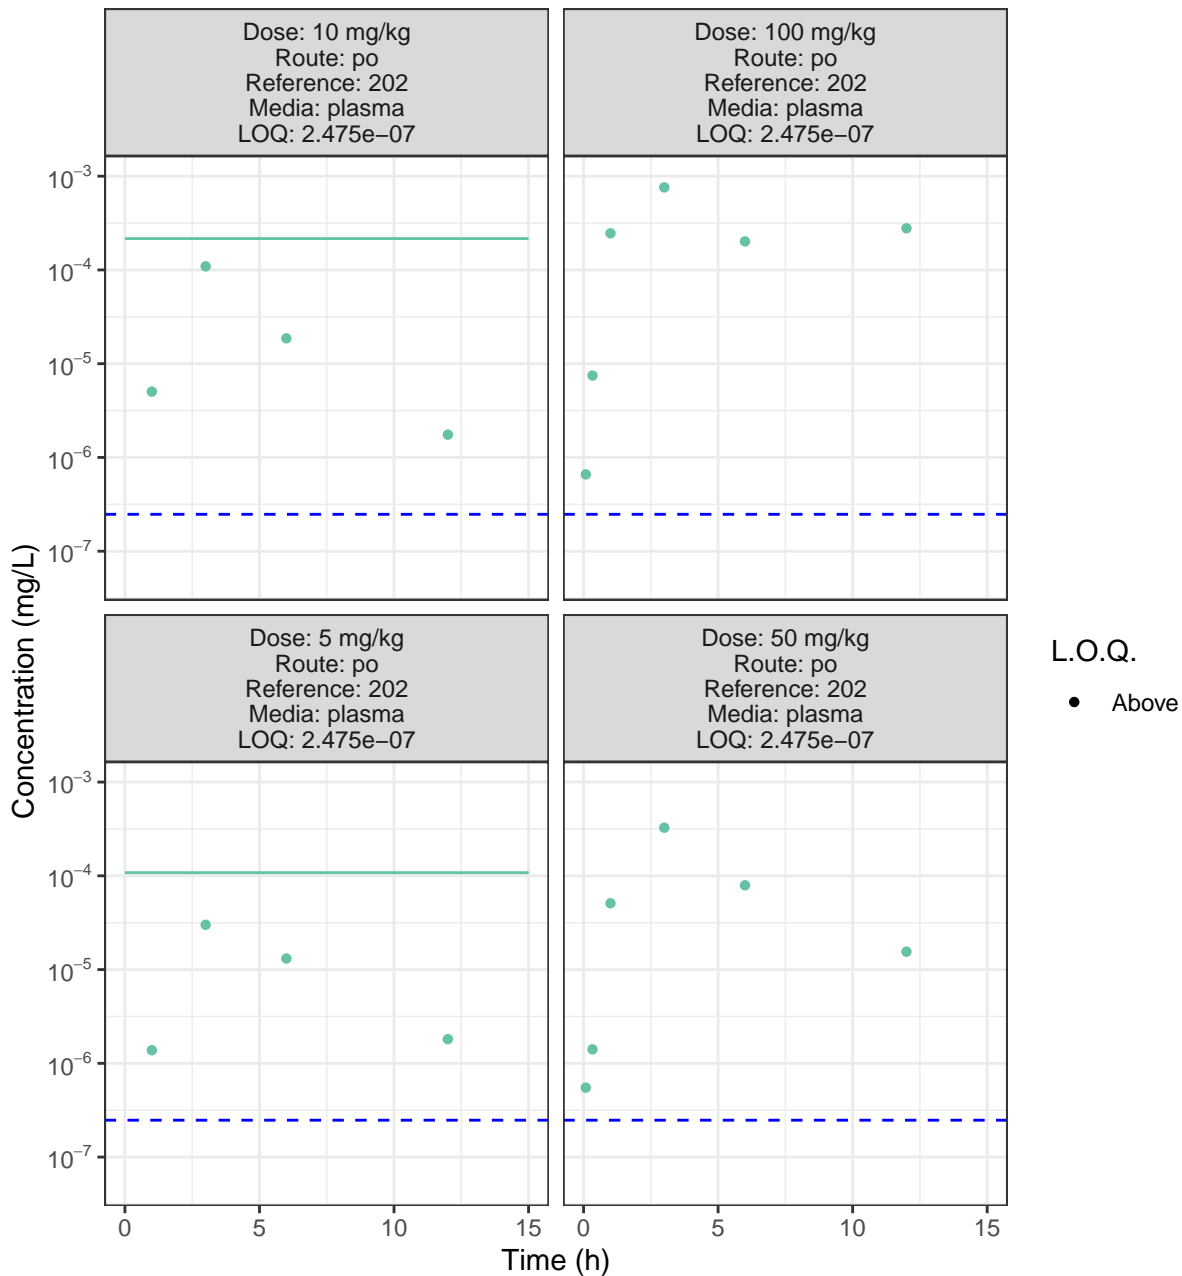 Dose: 10 mg/kg
Route: po
Reference: 202
Media: plasma
LOQ: 2.475e−07
Dose: 100 mg/kg
Route: po
Reference: 202
Media: plasma
LOQ: 2.475e−07
10−3
10−4
10−5
10−6
10−7
Dose: 5 mg/kg
Route: po
Reference: 202
Media: plasma
LOQ: 2.475e−07
Dose: 50 mg/kg
Route: po
Reference: 202
Media: plasma
LOQ: 2.475e−07
10−3
10−4
10−5
10−6
10−7
0 5 10 15
0 5 10 15
Time (h)
Concentration (mg/L)
L.O.Q.
Above